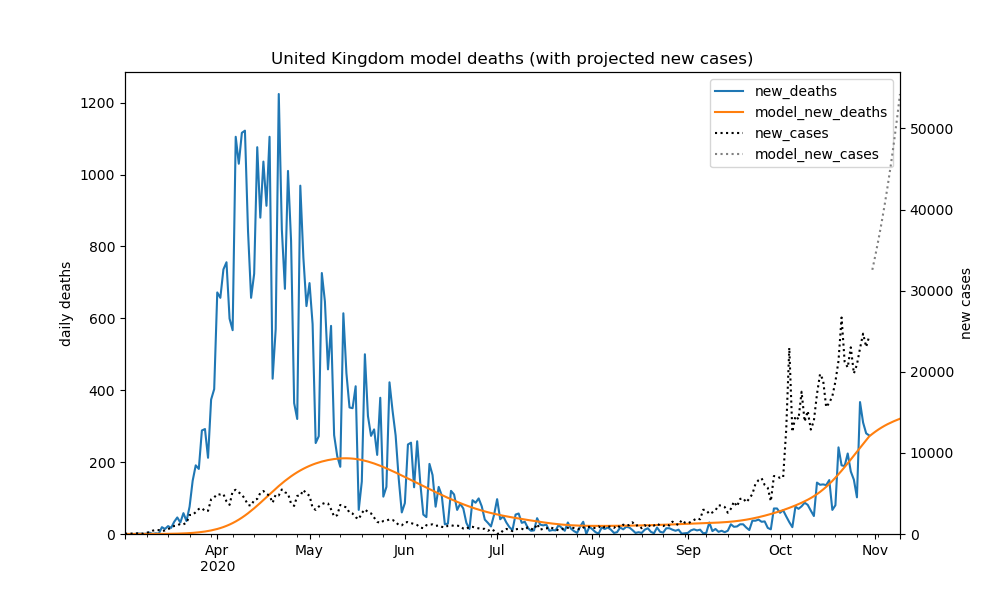 United Kingdom model deaths (with projected new cases)
new_deaths
model_new_deaths
new_cases
model_new_cases
1200
1000
800
600
400
200
0
daily deaths
50000
40000
30000
20000
10000
0
new cases
Apr
May
Jun
Jul
Aug
Sep
Oct
Nov
2020